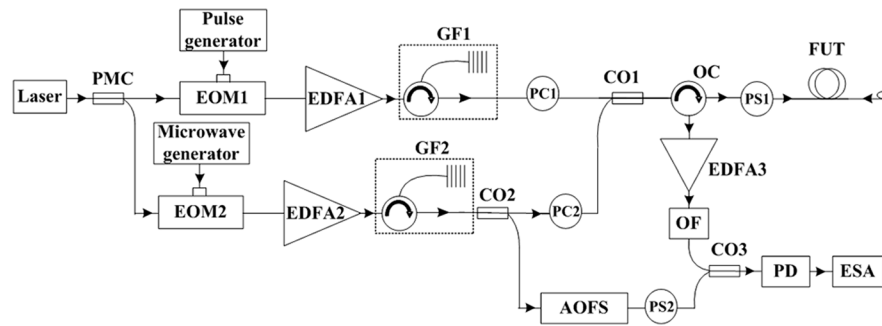 Pulse
generator
GF1
FUT
Laser
PMC
EOM1
EDFA1
PC1
CO1
OC
PS1
Microwave
generator
GF2
EDFA3
EOM2
EDFA2
CO2
PC2
OF
CO3
PD
ESA
AOFS
PS2